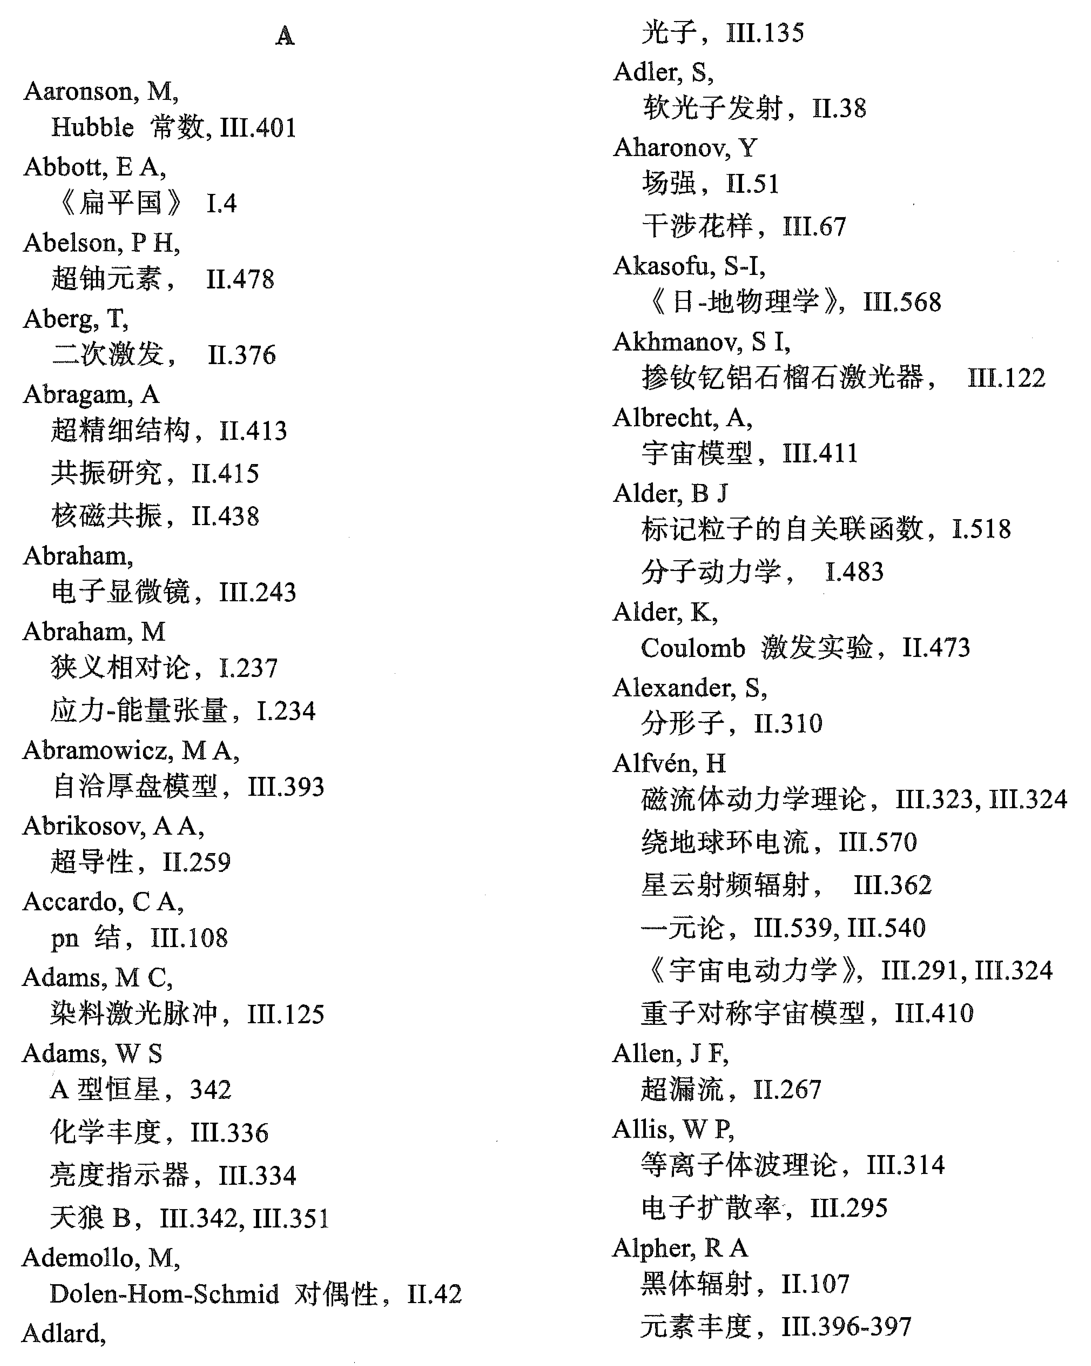 A
Aaronson, M,
Hubble 常数, III.401
Abbott, E A,
《扁平国》 I.4
Abelson, P H,
超铀元素， II.478
Aberg, T,
二次激发， II.376
Abragam, A
超精细结构，II.413
共振研究，II.415
核磁共振，II.438
Abraham,
电子显微镜，III.243
Abraham, M
狭义相对论，I.237
应力-能量张量，I.234
Abramowicz, M A,
自洽厚盘模型，III.393
Abrikosov, A A,
超导性，II.259
Accardo, C A,
pn 结，III.108
Adams, M C,
染料激光脉冲，III.125
Adams, W S
A 型恒星，342
化学丰度，III.336
亮度指示器，III.334
天狼 B，III.342, III.351
Ademollo, M,
Dolen-Hom-Schmid 对偶性，II.42
Adlard,
光子，III.135
Adler, S,
软光子发射，II.38
Aharonov, Y
场强，II.51
干涉花样，III.67
Akasofu, S-I,
《日-地物理学》，III.568
Akhmanov, S I,
掺钕钇铝石榴石激光器， III.122
Albrecht, A,
宇宙模型，III.411
Alder, B J
标记粒子的自关联函数，I.518
分子动力学， I.483
Alder, K,
Coulomb 激发实验，II.473
Alexander, S,
分形子，II.310
Alfvén, H
磁流体动力学理论，III.323, III.324
绕地球环电流，III.570
星云射频辐射， III.362
一元论，III.539, III.540
《宇宙电动力学》，III.291, III.324
重子对称宇宙模型，III.410
Allen, J F,
超漏流，II.267
Allis, W P,
等离子体波理论，III.314
电子扩散率，III.295
Alpher, R A
黑体辐射，II.107
元素丰度，III.396-397